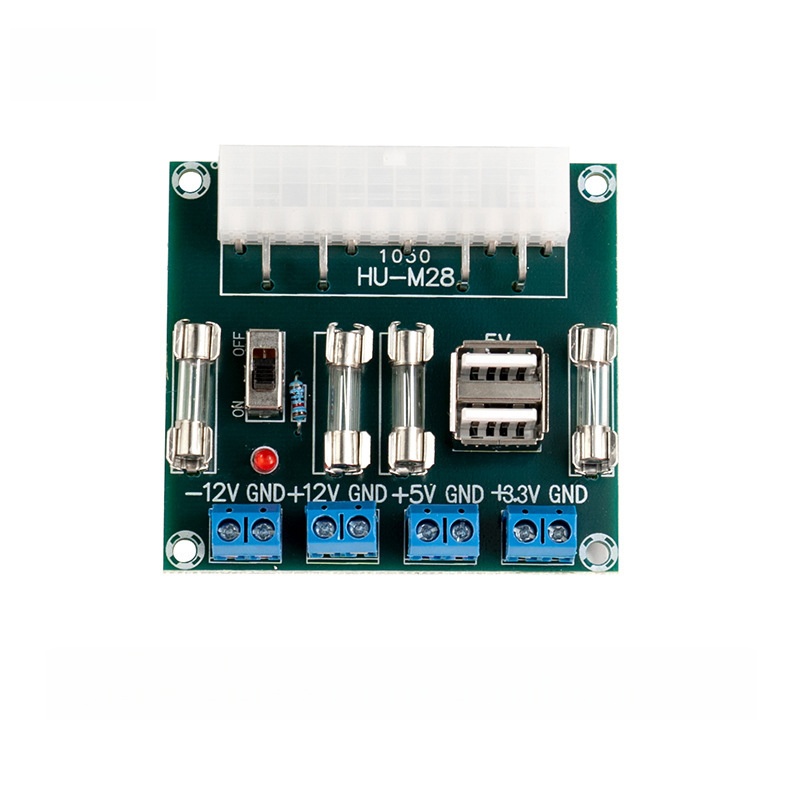 1030
HU-M28
OFF
ON
5V
-12V GND +12V GND +5V GND +3.3V GND